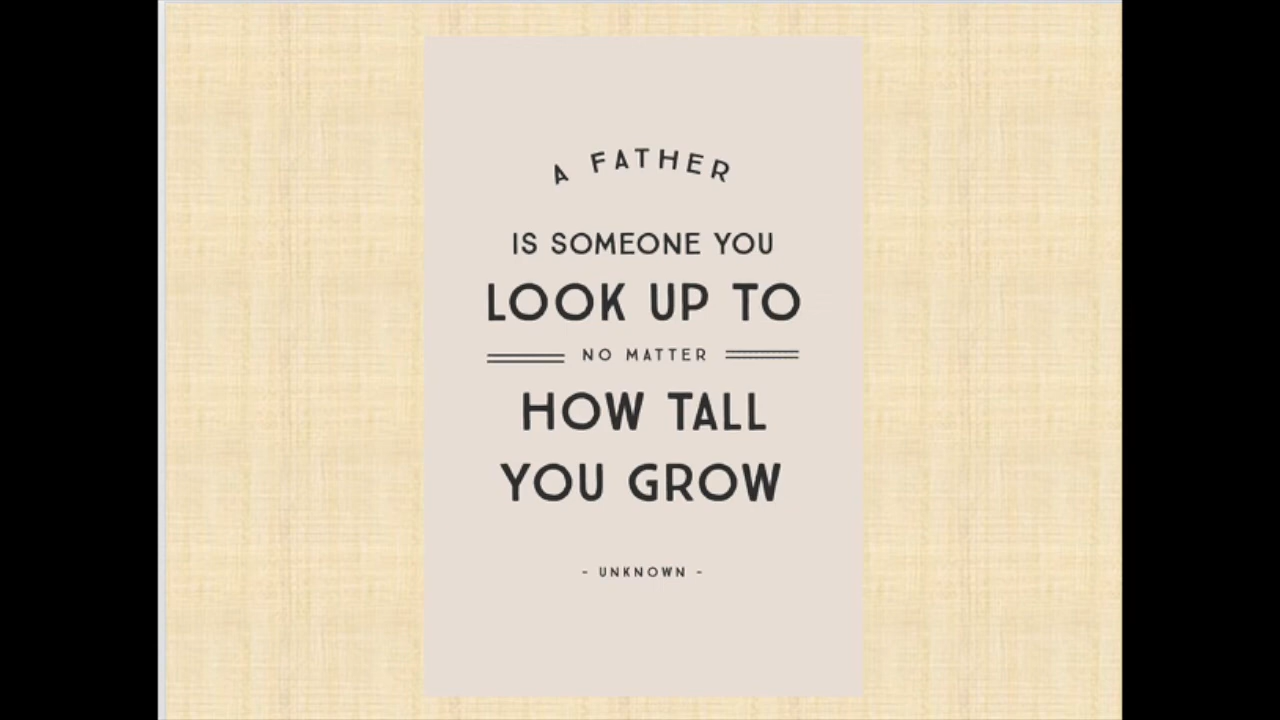 A FATHER
IS SOMEONE YOU
LOOK UP TO
NO MATTER
HOW TALL
YOU GROW
- UNKNOWN -